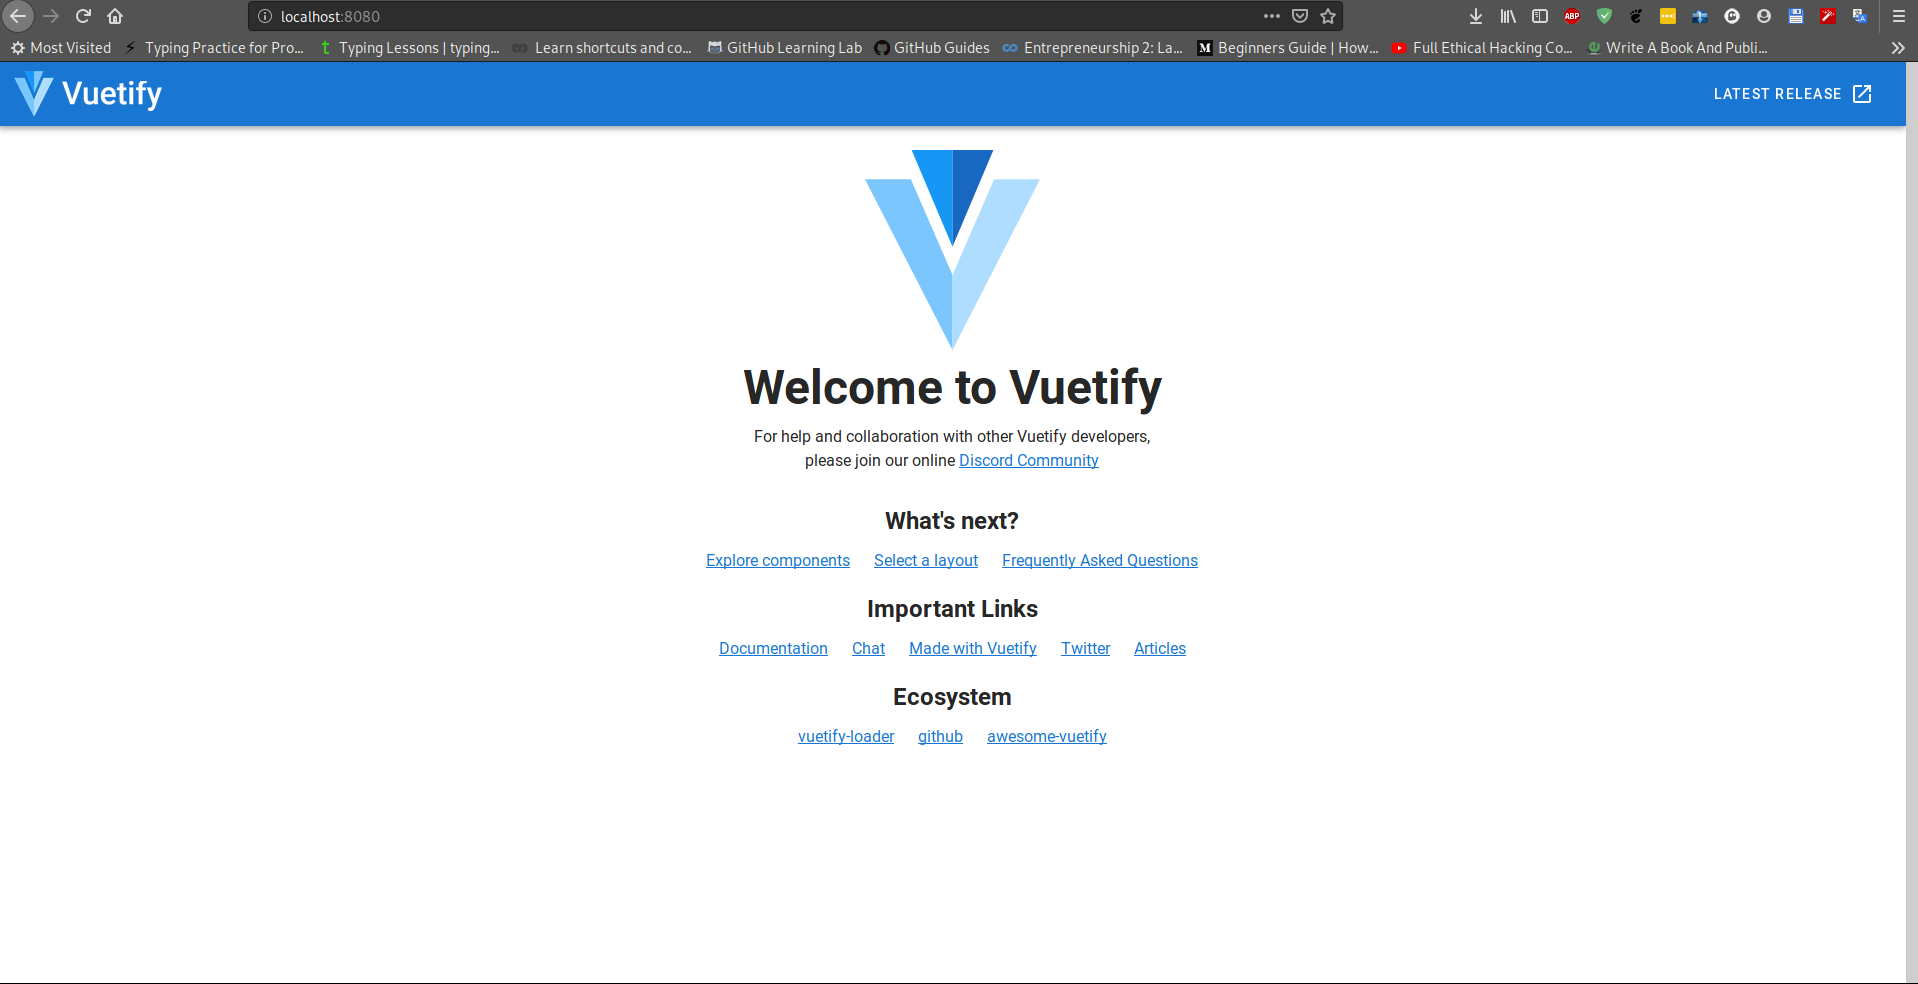 localhost:8080
ABP
Most Visited Typing Practice for Pro... t Typing Lessons | typing... Learn shortcuts and co... GitHub Learning Lab GitHub Guides Entrepreneurship 2: La... M Beginners Guide | How... Full Ethical Hacking Co... Write A Book And Publi...
Vuetify
LATEST RELEASE
Welcome to Vuetify
For help and collaboration with other Vuetify developers,
please join our online Discord Community
What's next?
Explore components Select a layout Frequently Asked Questions
Important Links
Documentation Chat Made with Vuetify Twitter Articles
Ecosystem
vuetify-loader github awesome-vuetify